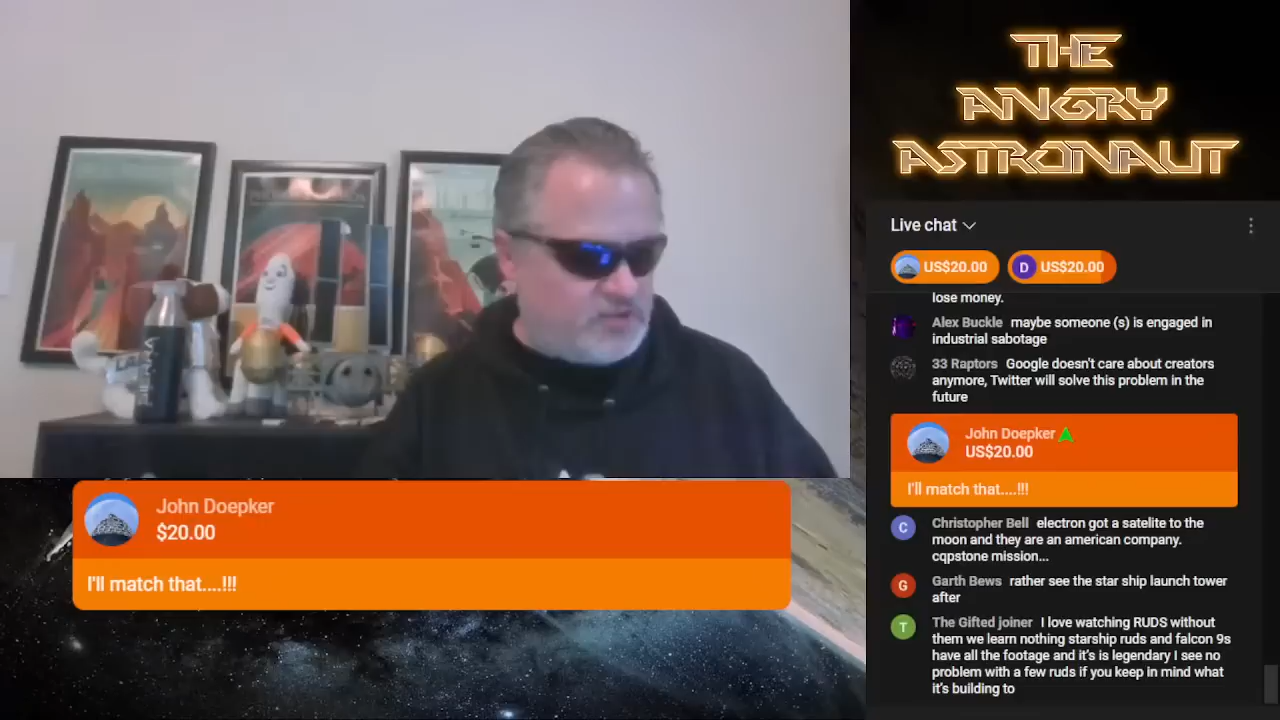 THE
ANGRY
ASTRONAUT
Live chat
US$20.00
D US$20.00
lose money.
Alex Buckle maybe someone (s) is engaged in
industrial sabotage
33 Raptors Google doesn't care about creators
anymore, Twitter will solve this problem in the
future
John Doepker
US$20.00
I'll match that....!!!
C Christopher Bell electron got a satelite to the
moon and they are an american company.
cqpstone mission...
G Garth Bews rather see the star ship launch tower
after
T The Gifted joiner I love watching RUDS without
them we learn nothing starship ruds and falcon 9s
have all the footage and it's is legendary I see no
problem with a few ruds if you keep in mind what
it's building to
John Doepker
$20.00
I'll match that....!!!